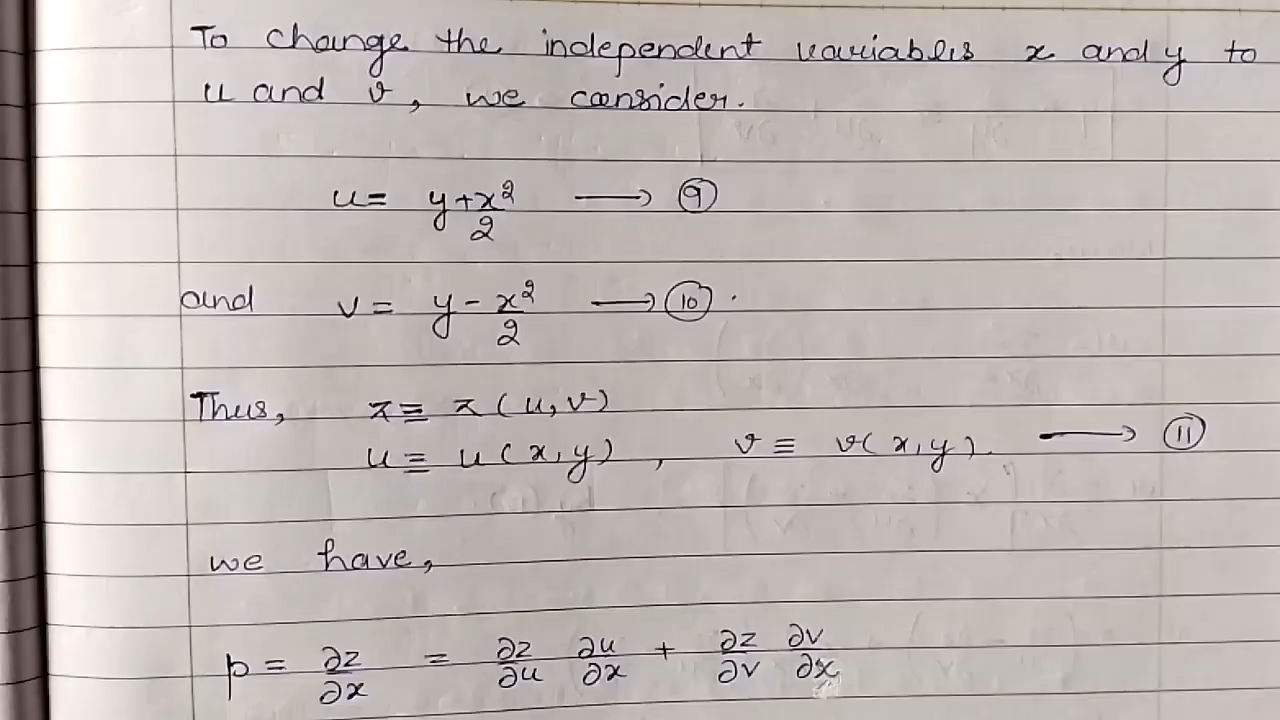 To change the independent variables x and y to
u and v, we consider.
u = y + x²/2 ⟶ ⑨
and v = y - x²/2 ⟶ ⑩.
Thus, z ≡ z(u,v)
u ≡ u(x,y), v ≡ v(x,y). ⟶ ⑪
we have,
p = ∂z/∂x = ∂z/∂u ∂u/∂x + ∂z/∂v ∂v/∂x